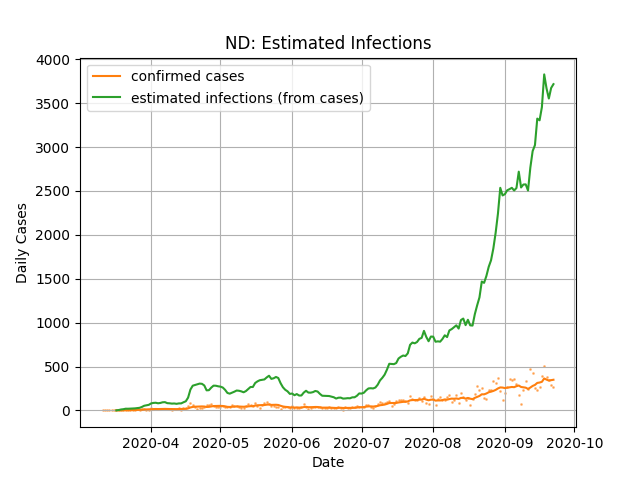 ND: Estimated Infections
confirmed cases
estimated infections (from cases)
4000
3500
3000
2500
2000
1500
1000
500
0
Daily Cases
2020-04 2020-05 2020-06 2020-07 2020-08 2020-09 2020-10
Date